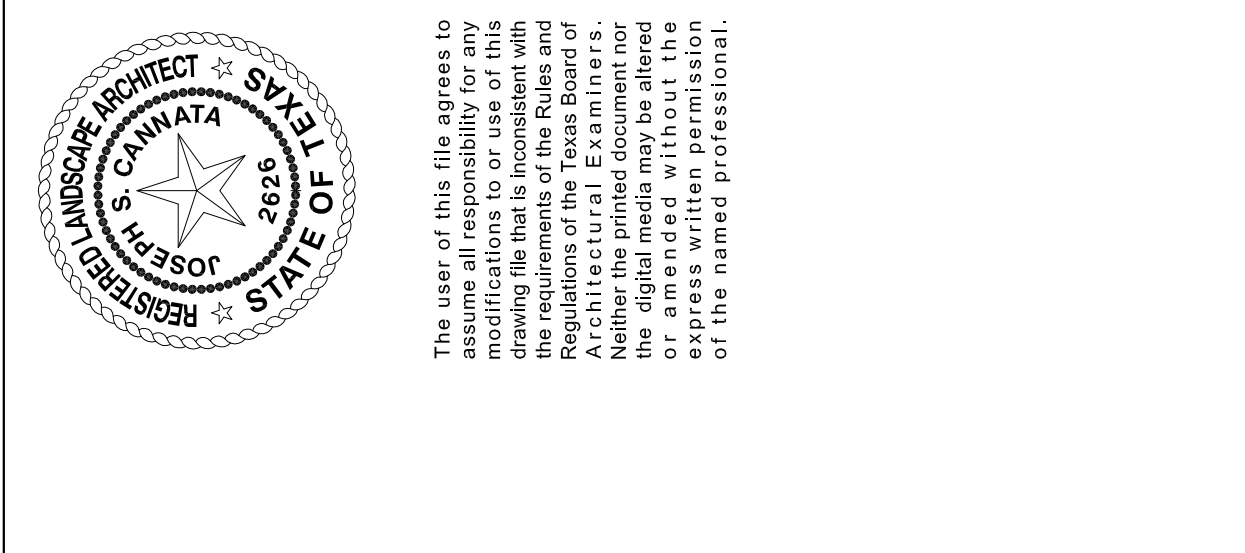 REGISTERED LANDSCAPE ARCHITECT
JOSEPH S. CANNATA
2626
STATE OF TEXAS
The user of this file agrees to
assume all responsibility for any
modifications to or use of this
drawing file that is inconsistent with
the requirements of the Rules and
Regulations of the Texas Board of
Architectural Examiners.
Neither the printed document nor
the digital media may be altered
or amended without the
express written permission
of the named professional.